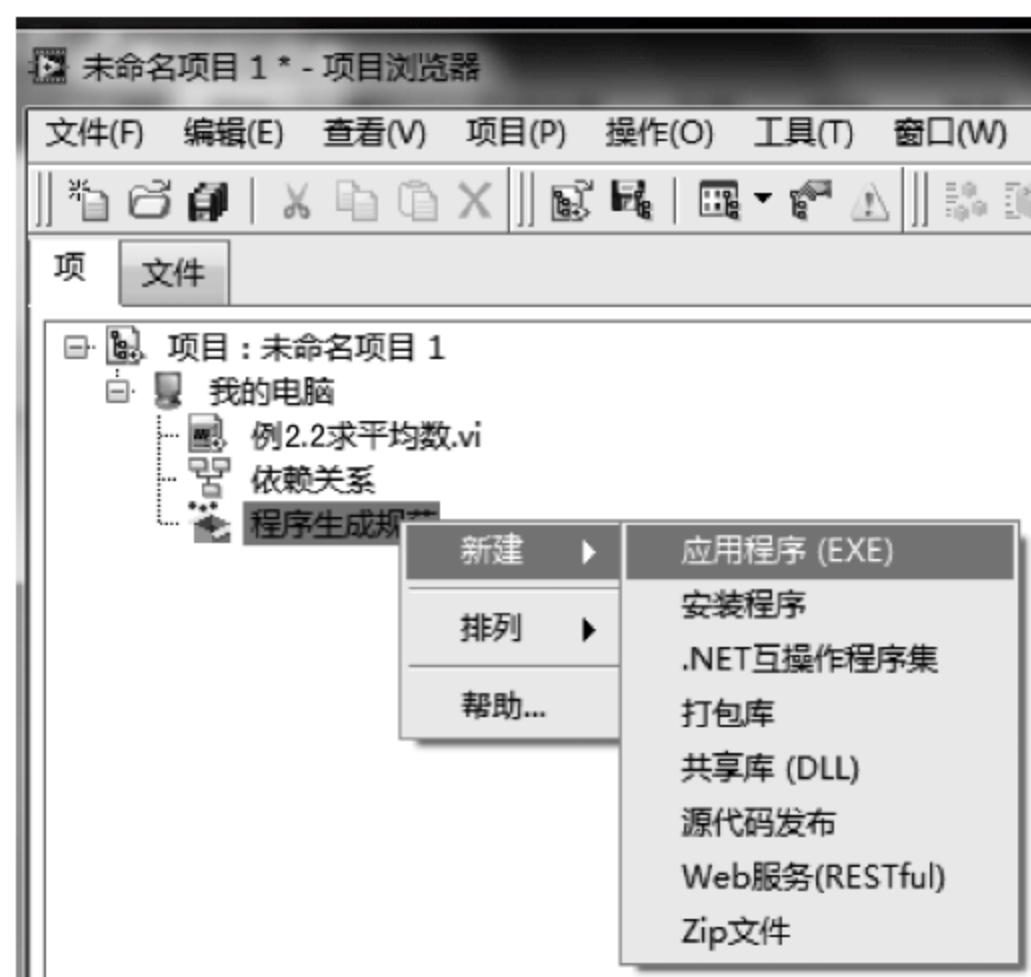 未命名项目 1 * - 项目浏览器
文件(F) 编辑(E) 查看(V) 项目(P) 操作(O) 工具(T) 窗口(W)
项 文件
项目：未命名项目 1
我的电脑
例2.2求平均数.vi
依赖关系
程序生成规
新建
排列
帮助...
应用程序 (EXE)
安装程序
.NET互操作程序集
打包库
共享库 (DLL)
源代码发布
Web服务(RESTful)
Zip文件